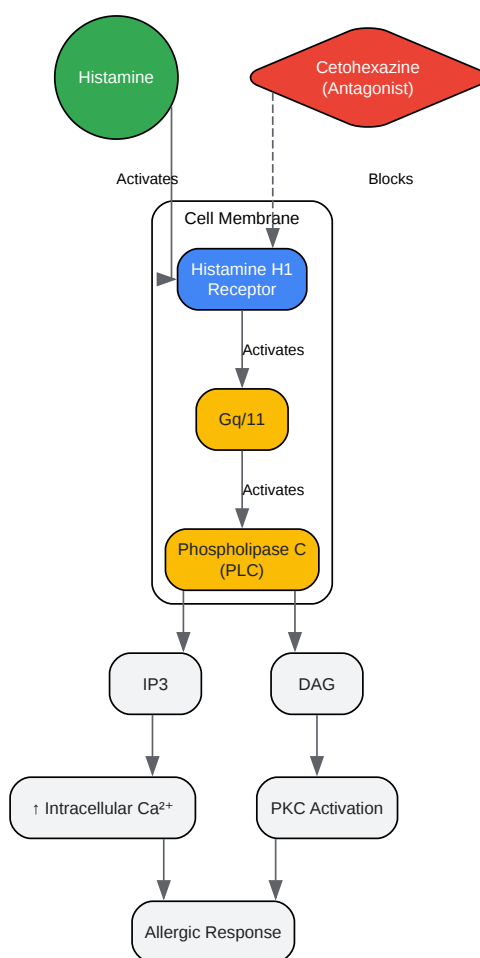 Histamine
Cetohexazine
(Antagonist)
Activates
Blocks
Cell Membrane
Histamine H1
Receptor
Activates
Gq/11
Activates
Phospholipase C
(PLC)
IP3
DAG
↑ Intracellular Ca²⁺
PKC Activation
Allergic Response